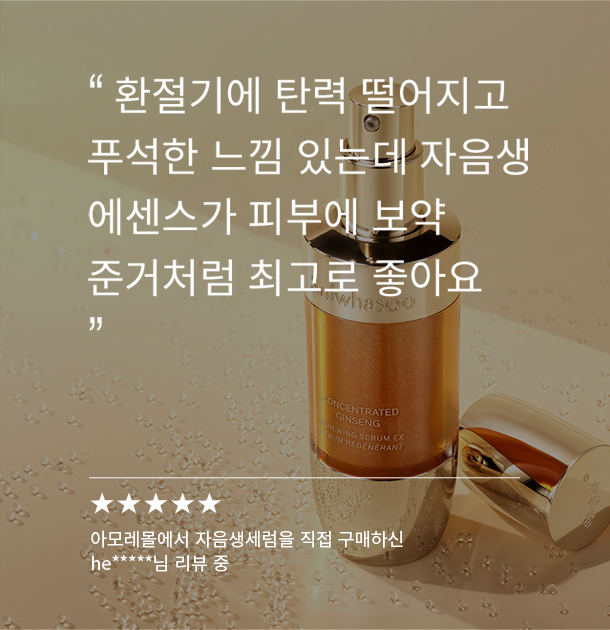 “ 환절기에 탄력 떨어지고
푸석한 느낌 있는데 자음생
에센스가 피부에 보약
준거처럼 최고로 좋아요
”
CONCENTRATED
GINSENG
SERUM EX
RÉGÉNÉRANT
★★★★★
아모레몰에서 자음생세럼을 직접 구매하신
he*****님 리뷰 중